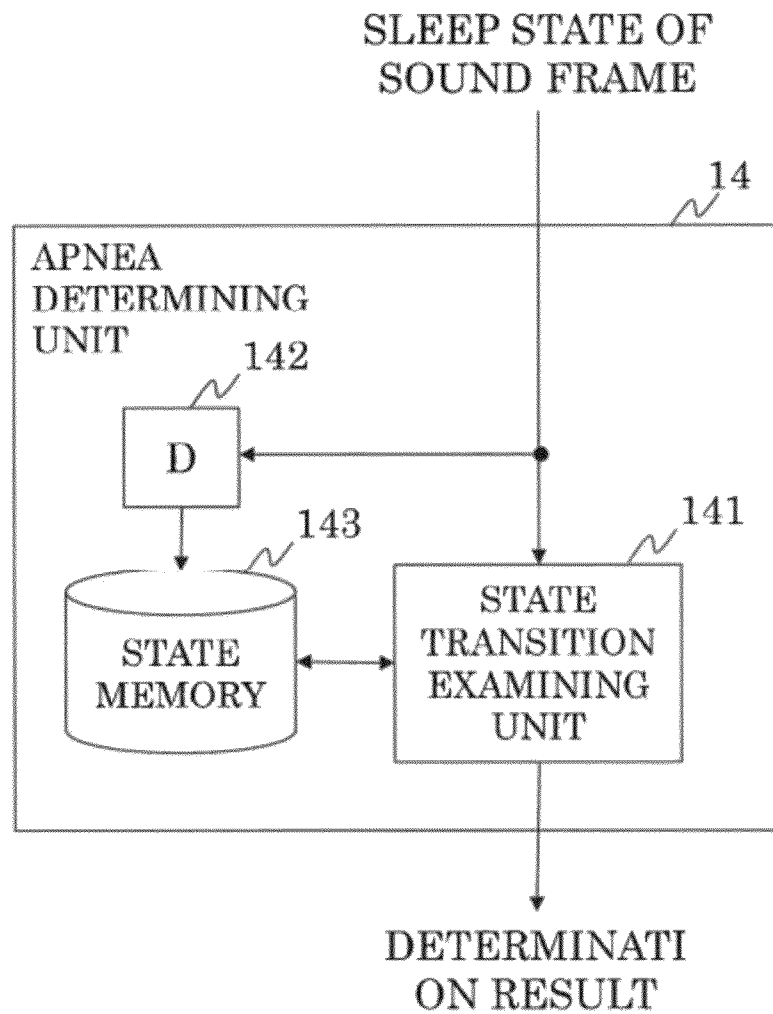 SLEEP STATE OF
SOUND FRAME
14
APNEA
DETERMINING
UNIT
142
D
143
141
STATE
MEMORY
STATE
TRANSITION
EXAMINING
UNIT
DETERMINATI
ON RESULT